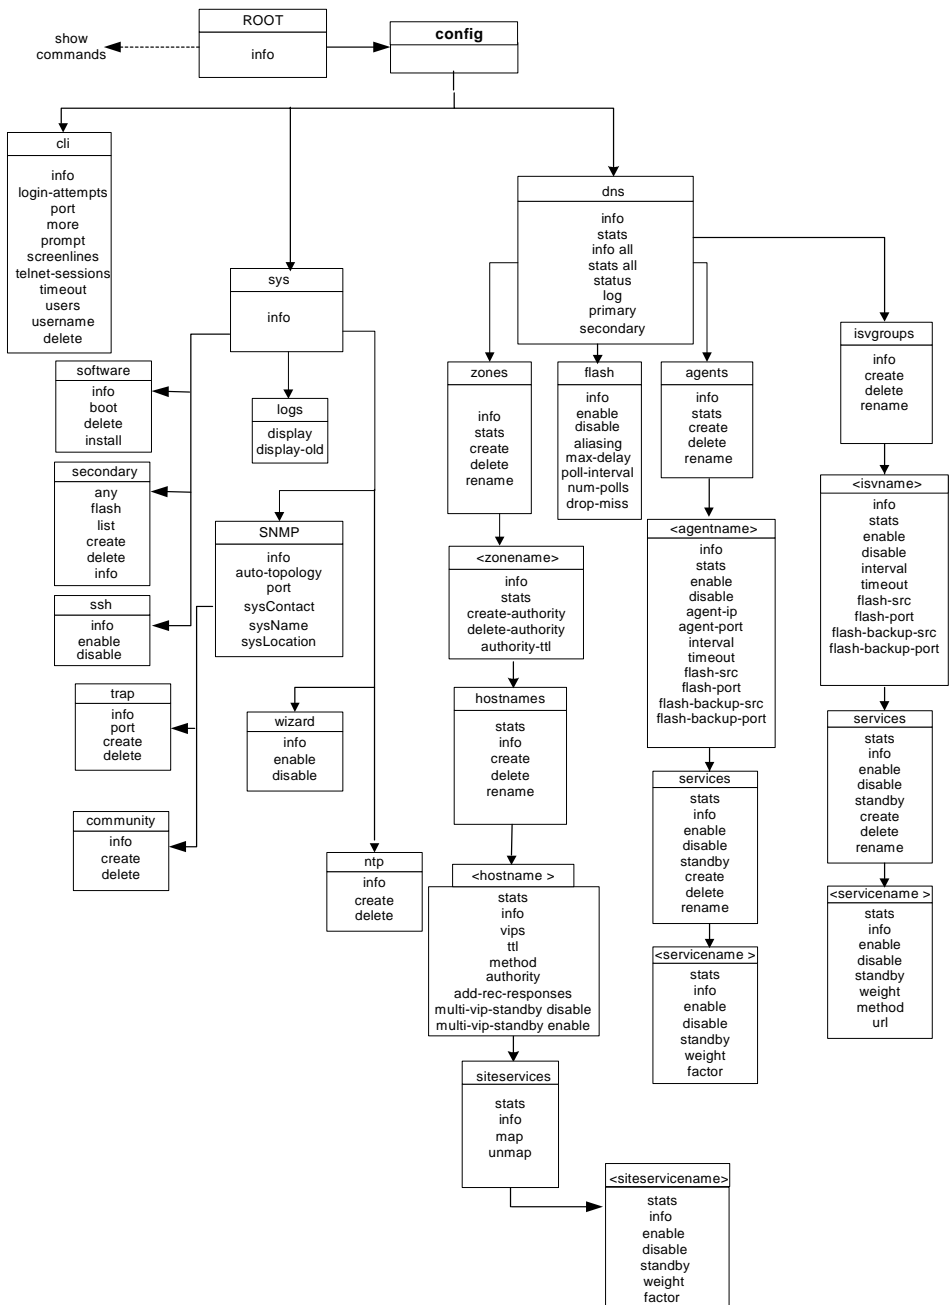 ROOT
info
show
commands
config
cli
info
login-attempts
port
more
prompt
screenlines
telnet-sessions
timeout
users
username
delete
sys
info
dns
info
stats
info all
stats all
status
log
primary
secondary
software
info
boot
delete
install
secondary
any
flash
list
create
delete
info
ssh
info
enable
disable
logs
display
display-old
SNMP
info
auto-topology
port
sysContact
sysName
sysLocation
trap
info
port
create
delete
community
info
create
delete
wizard
info
enable
disable
ntp
info
create
delete
zones
info
stats
create
delete
rename
<zonename>
info
stats
create-authority
delete-authority
authority-ttl
hostnames
stats
info
create
delete
rename
<hostname >
stats
info
vips
ttl
method
authority
add-rec-responses
multi-vip-standby disable
multi-vip-standby enable
siteservices
stats
info
map
unmap
<siteservicename>
stats
info
enable
disable
standby
weight
factor
flash
info
enable
disable
aliasing
max-delay
poll-interval
num-polls
drop-miss
agents
info
stats
create
delete
rename
<agentname>
info
stats
enable
disable
agent-ip
agent-port
interval
timeout
flash-src
flash-port
flash-backup-src
flash-backup-port
services
stats
info
enable
disable
standby
create
delete
rename
<servicename >
stats
info
enable
disable
standby
weight
factor
isvgroups
info
create
delete
rename
<isvname>
info
stats
enable
disable
interval
timeout
flash-src
flash-port
flash-backup-src
flash-backup-port
services
stats
info
enable
disable
standby
create
delete
rename
<servicename >
stats
info
enable
disable
standby
weight
method
url